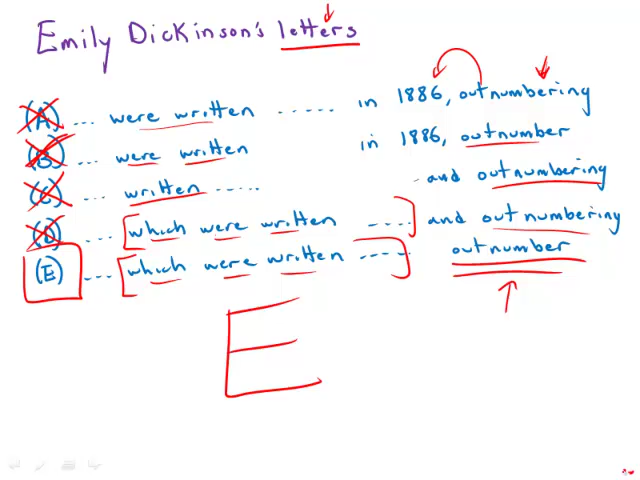 Emily Dickinson's letters
(A) ... were written ..... in 1886, outnumbering
(B) ... were written in 1886, outnumber
(C) ... written ..... and outnumbering
(D) ... [which were written ....] and outnumbering
(E) ... [which were written ....] outnumber
E